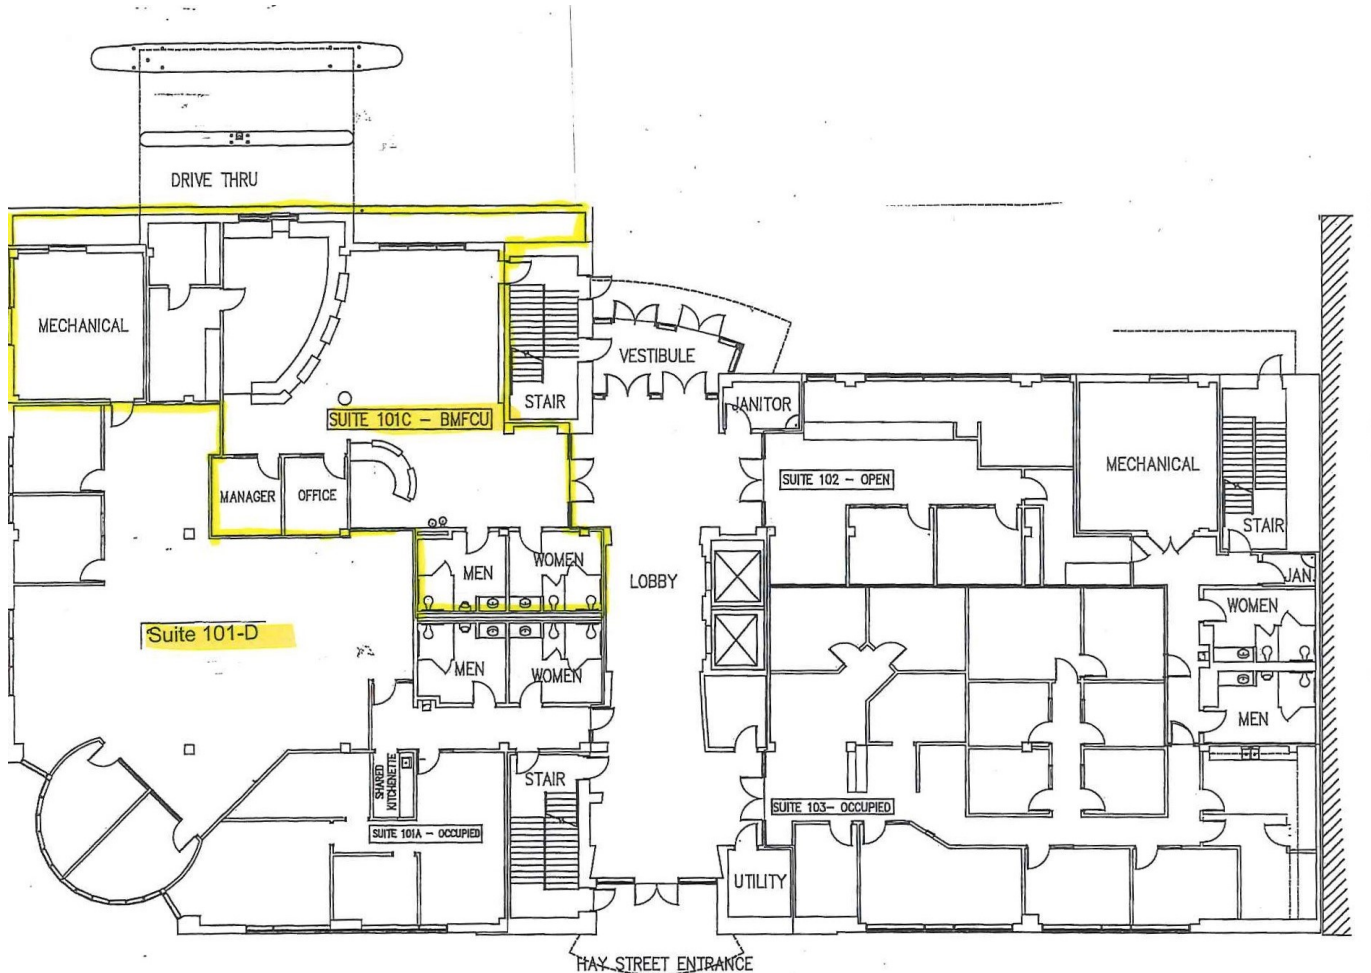 DRIVE THRU
MECHANICAL
VESTIBULE
STAIR
JANITOR
SUITE 101C - BMFCU
MECHANICAL
SUITE 102 - OPEN
MANAGER
OFFICE
STAIR
WOMEN
MEN
LOBBY
JAN.
WOMEN
Suite 101-D
MEN
WOMEN
MEN
STAIR
SHARED
KITCHENETTE
SUITE 103- OCCUPIED
SUITE 101A - OCCUPIED
UTILITY
HAY STREET ENTRANCE